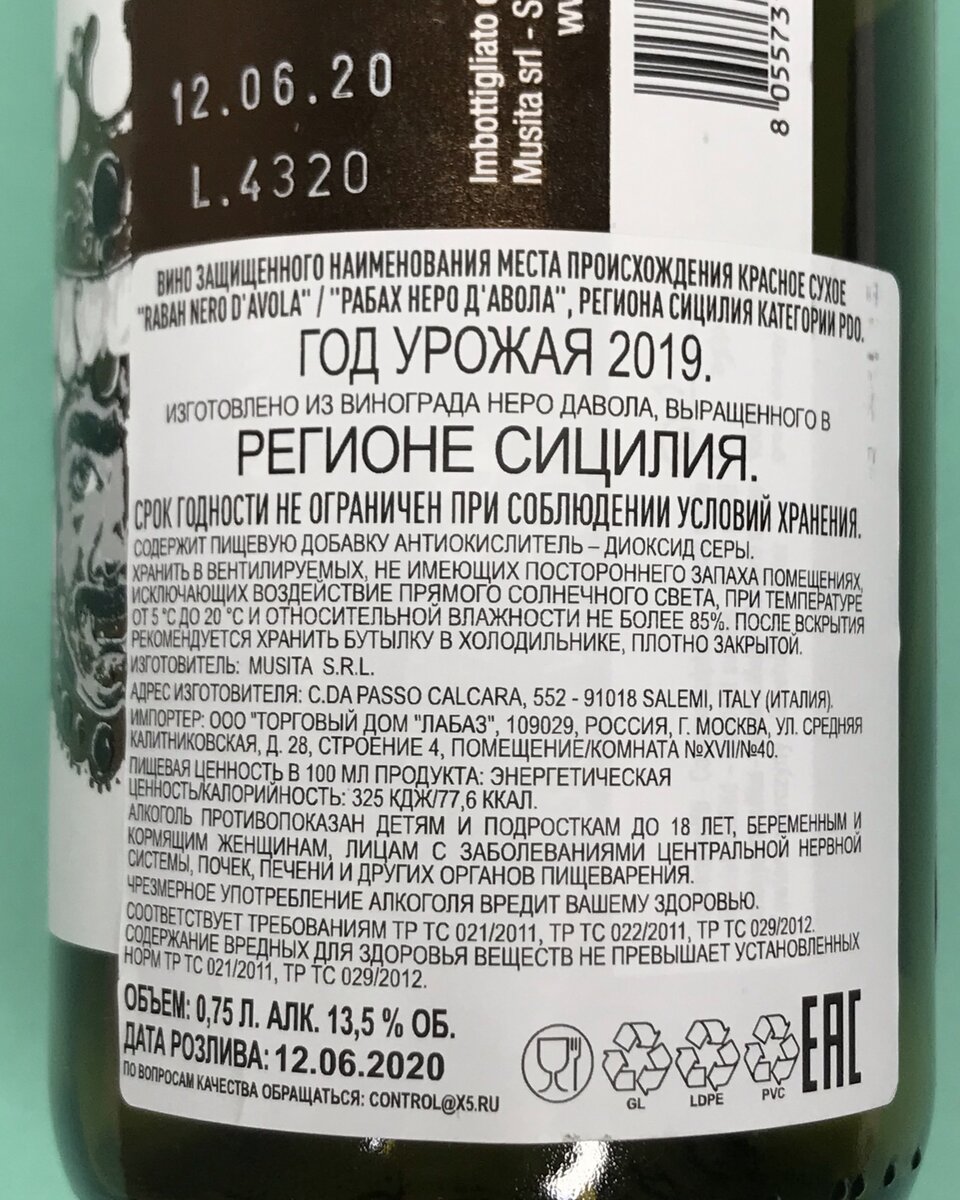 12.06.20
L.4320
Imbottigliato
Musita srl - S
8 05573
ВИНО ЗАЩИЩЕННОГО НАИМЕНОВАНИЯ МЕСТА ПРОИСХОЖДЕНИЯ КРАСНОЕ СУХОЕ
"RABAH NERO D'AVOLA" / "РАБАХ НЕРО Д'АВОЛА", РЕГИОНА СИЦИЛИЯ КАТЕГОРИИ PDO.
ГОД УРОЖАЯ 2019.
ИЗГОТОВЛЕНО ИЗ ВИНОГРАДА НЕРО ДАВОЛА, ВЫРАЩЕННОГО В
РЕГИОНЕ СИЦИЛИЯ.
СРОК ГОДНОСТИ НЕ ОГРАНИЧЕН ПРИ СОБЛЮДЕНИИ УСЛОВИЙ ХРАНЕНИЯ.
СОДЕРЖИТ ПИЩЕВУЮ ДОБАВКУ АНТИОКИСЛИТЕЛЬ – ДИОКСИД СЕРЫ.
ХРАНИТЬ В ВЕНТИЛИРУЕМЫХ, НЕ ИМЕЮЩИХ ПОСТОРОННЕГО ЗАПАХА ПОМЕЩЕНИЯХ,
ИСКЛЮЧАЮЩИХ ВОЗДЕЙСТВИЕ ПРЯМОГО СОЛНЕЧНОГО СВЕТА, ПРИ ТЕМПЕРАТУРЕ
ОТ 5 °C ДО 20 °C И ОТНОСИТЕЛЬНОЙ ВЛАЖНОСТИ НЕ БОЛЕЕ 85%. ПОСЛЕ ВСКРЫТИЯ
РЕКОМЕНДУЕТСЯ ХРАНИТЬ БУТЫЛКУ В ХОЛОДИЛЬНИКЕ, ПЛОТНО ЗАКРЫТОЙ.
ИЗГОТОВИТЕЛЬ: MUSITA S.R.L.
АДРЕС ИЗГОТОВИТЕЛЯ: C.DA PASSO CALCARA, 552 - 91018 SALEMI, ITALY (ИТАЛИЯ).
ИМПОРТЕР: ООО "ТОРГОВЫЙ ДОМ "ЛАБАЗ", 109029, РОССИЯ, Г. МОСКВА, УЛ. СРЕДНЯЯ
КАЛИТНИКОВСКАЯ, Д. 28, СТРОЕНИЕ 4, ПОМЕЩЕНИЕ/КОМНАТА №XVII/№40.
ПИЩЕВАЯ ЦЕННОСТЬ В 100 МЛ ПРОДУКТА: ЭНЕРГЕТИЧЕСКАЯ
ЦЕННОСТЬ/КАЛОРИЙНОСТЬ: 325 КДЖ/77,6 ККАЛ.
АЛКОГОЛЬ ПРОТИВОПОКАЗАН ДЕТЯМ И ПОДРОСТКАМ ДО 18 ЛЕТ, БЕРЕМЕННЫМ И
КОРМЯЩИМ ЖЕНЩИНАМ, ЛИЦАМ С ЗАБОЛЕВАНИЯМИ ЦЕНТРАЛЬНОЙ НЕРВНОЙ
СИСТЕМЫ, ПОЧЕК, ПЕЧЕНИ И ДРУГИХ ОРГАНОВ ПИЩЕВАРЕНИЯ.
ЧРЕЗМЕРНОЕ УПОТРЕБЛЕНИЕ АЛКОГОЛЯ ВРЕДИТ ВАШЕМУ ЗДОРОВЬЮ.
СООТВЕТСТВУЕТ ТРЕБОВАНИЯМ ТР ТС 021/2011, ТР ТС 022/2011, ТР ТС 029/2012.
СОДЕРЖАНИЕ ВРЕДНЫХ ДЛЯ ЗДОРОВЬЯ ВЕЩЕСТВ НЕ ПРЕВЫШАЕТ УСТАНОВЛЕННЫХ
НОРМ ТР ТС 021/2011, ТР ТС 029/2012.
ОБЪЕМ: 0,75 Л. АЛК. 13,5 % ОБ.
ДАТА РОЗЛИВА: 12.06.2020
ПО ВОПРОСАМ КАЧЕСТВА ОБРАЩАТЬСЯ: CONTROL@X5.RU
GL LDPE PVC
EAC